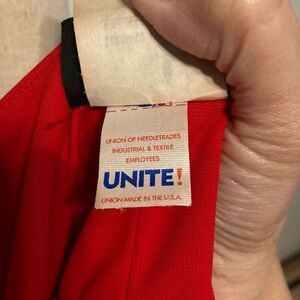 UNION OF NEEDLETRADES
INDUSTRIAL & TEXTILE
EMPLOYEES
UNITE!
UNION MADE IN THE U.S.A.